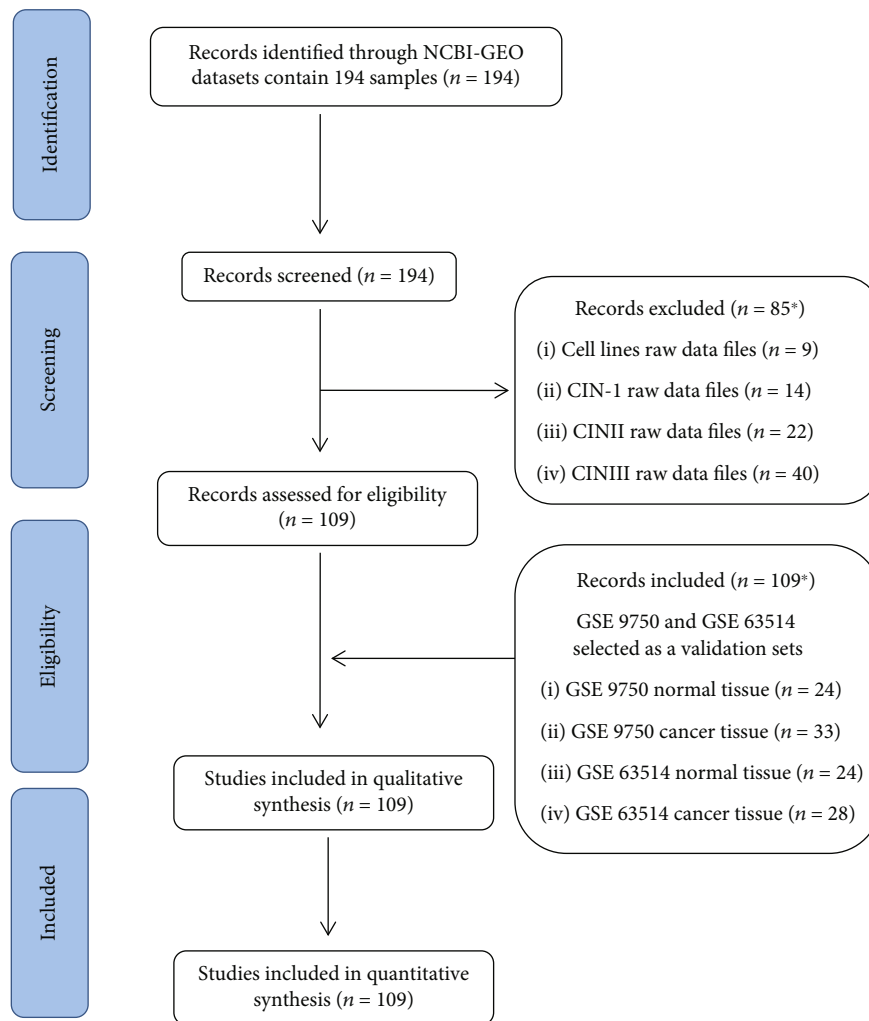 Identification
Records identified through NCBI-GEO
datasets contain 194 samples (n = 194)
Screening
Records screened (n = 194)
Records excluded (n = 85*)
(i) Cell lines raw data files (n = 9)
(ii) CIN-1 raw data files (n = 14)
(iii) CINII raw data files (n = 22)
(iv) CINIII raw data files (n = 40)
Records assessed for eligibility
(n = 109)
Eligibility
Records included (n = 109*)
GSE 9750 and GSE 63514
selected as a validation sets
(i) GSE 9750 normal tissue (n = 24)
(ii) GSE 9750 cancer tissue (n = 33)
(iii) GSE 63514 normal tissue (n = 24)
(iv) GSE 63514 cancer tissue (n = 28)
Studies included in qualitative
synthesis (n = 109)
Included
Studies included in quantitative
synthesis (n = 109)